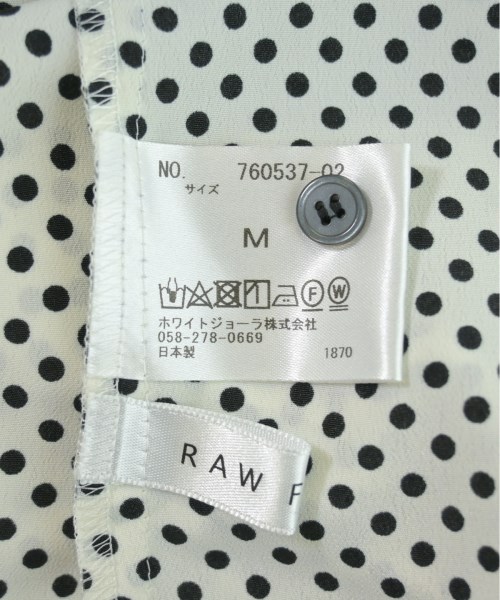 NO. 760537-02
サイズ
M
F W
ホワイトジョーラ株式会社
058-278-0669
日本製 1870
RAW F